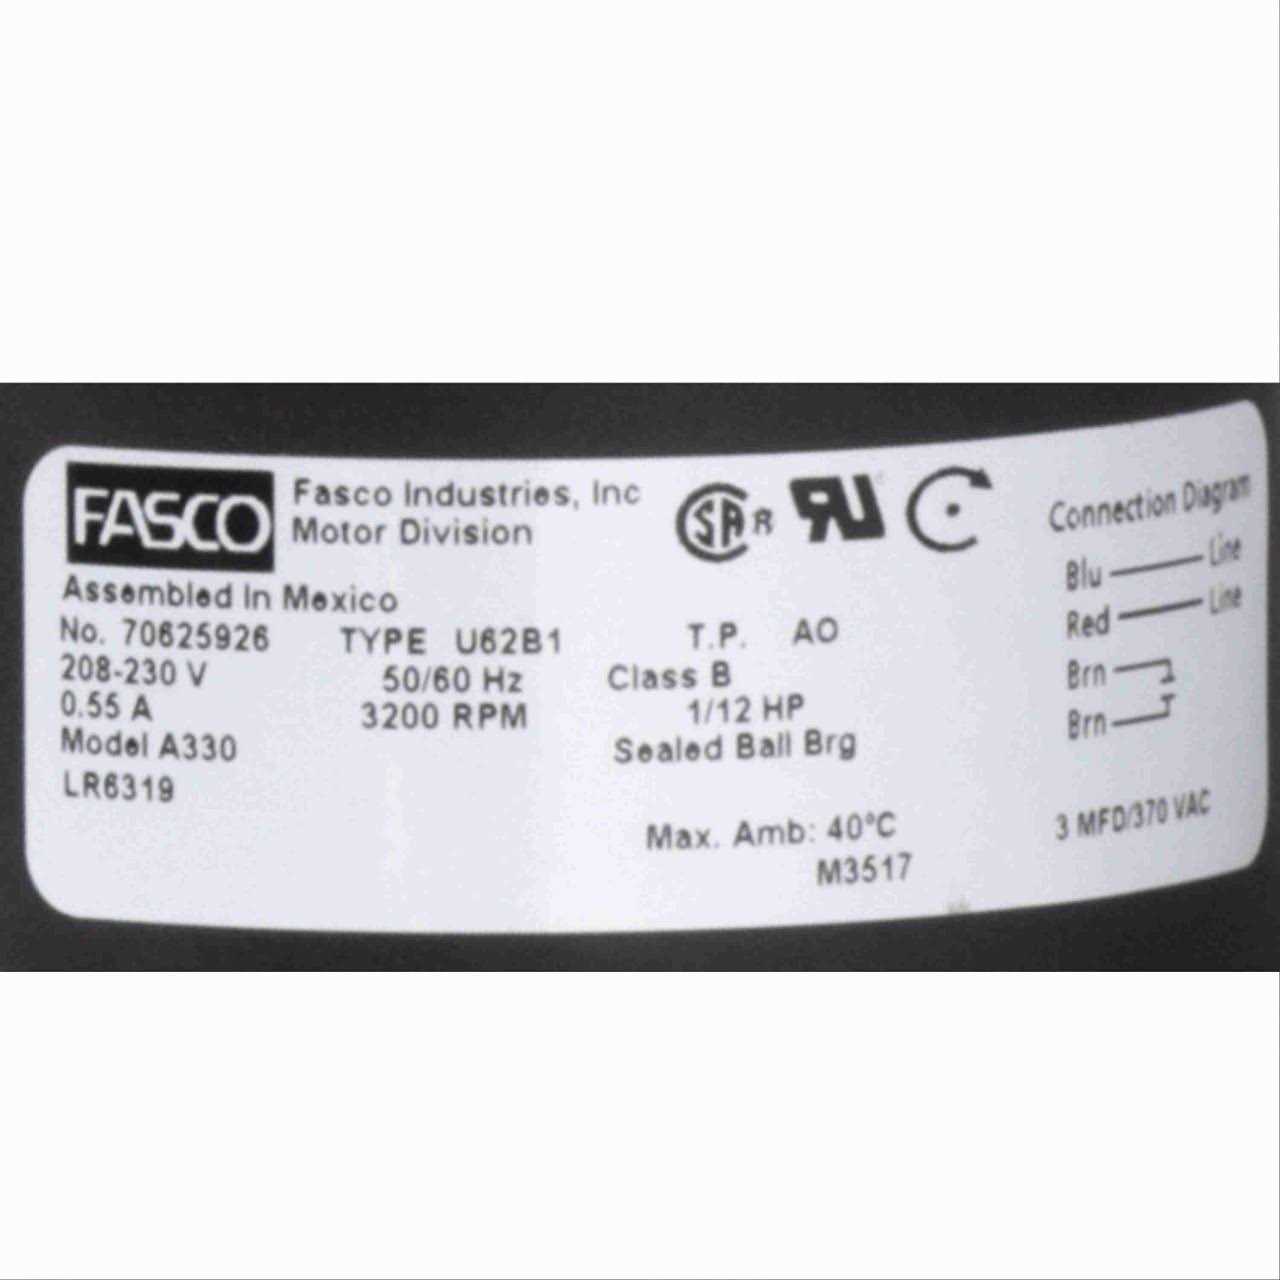 FASCO
Fasco Industries, Inc
Motor Division
Assembled In Mexico
No. 70625926 TYPE U62B1 T.P. AO
208-230 V 50/60 Hz Class B
0.55 A 3200 RPM 1/12 HP
Model A330 Sealed Ball Brg
LR6319
Max. Amb: 40°C
M3517
SA R
RU
Connection Diagram
Blu Line
Red Line
Brn
Brn
3 MFD/370 VAC